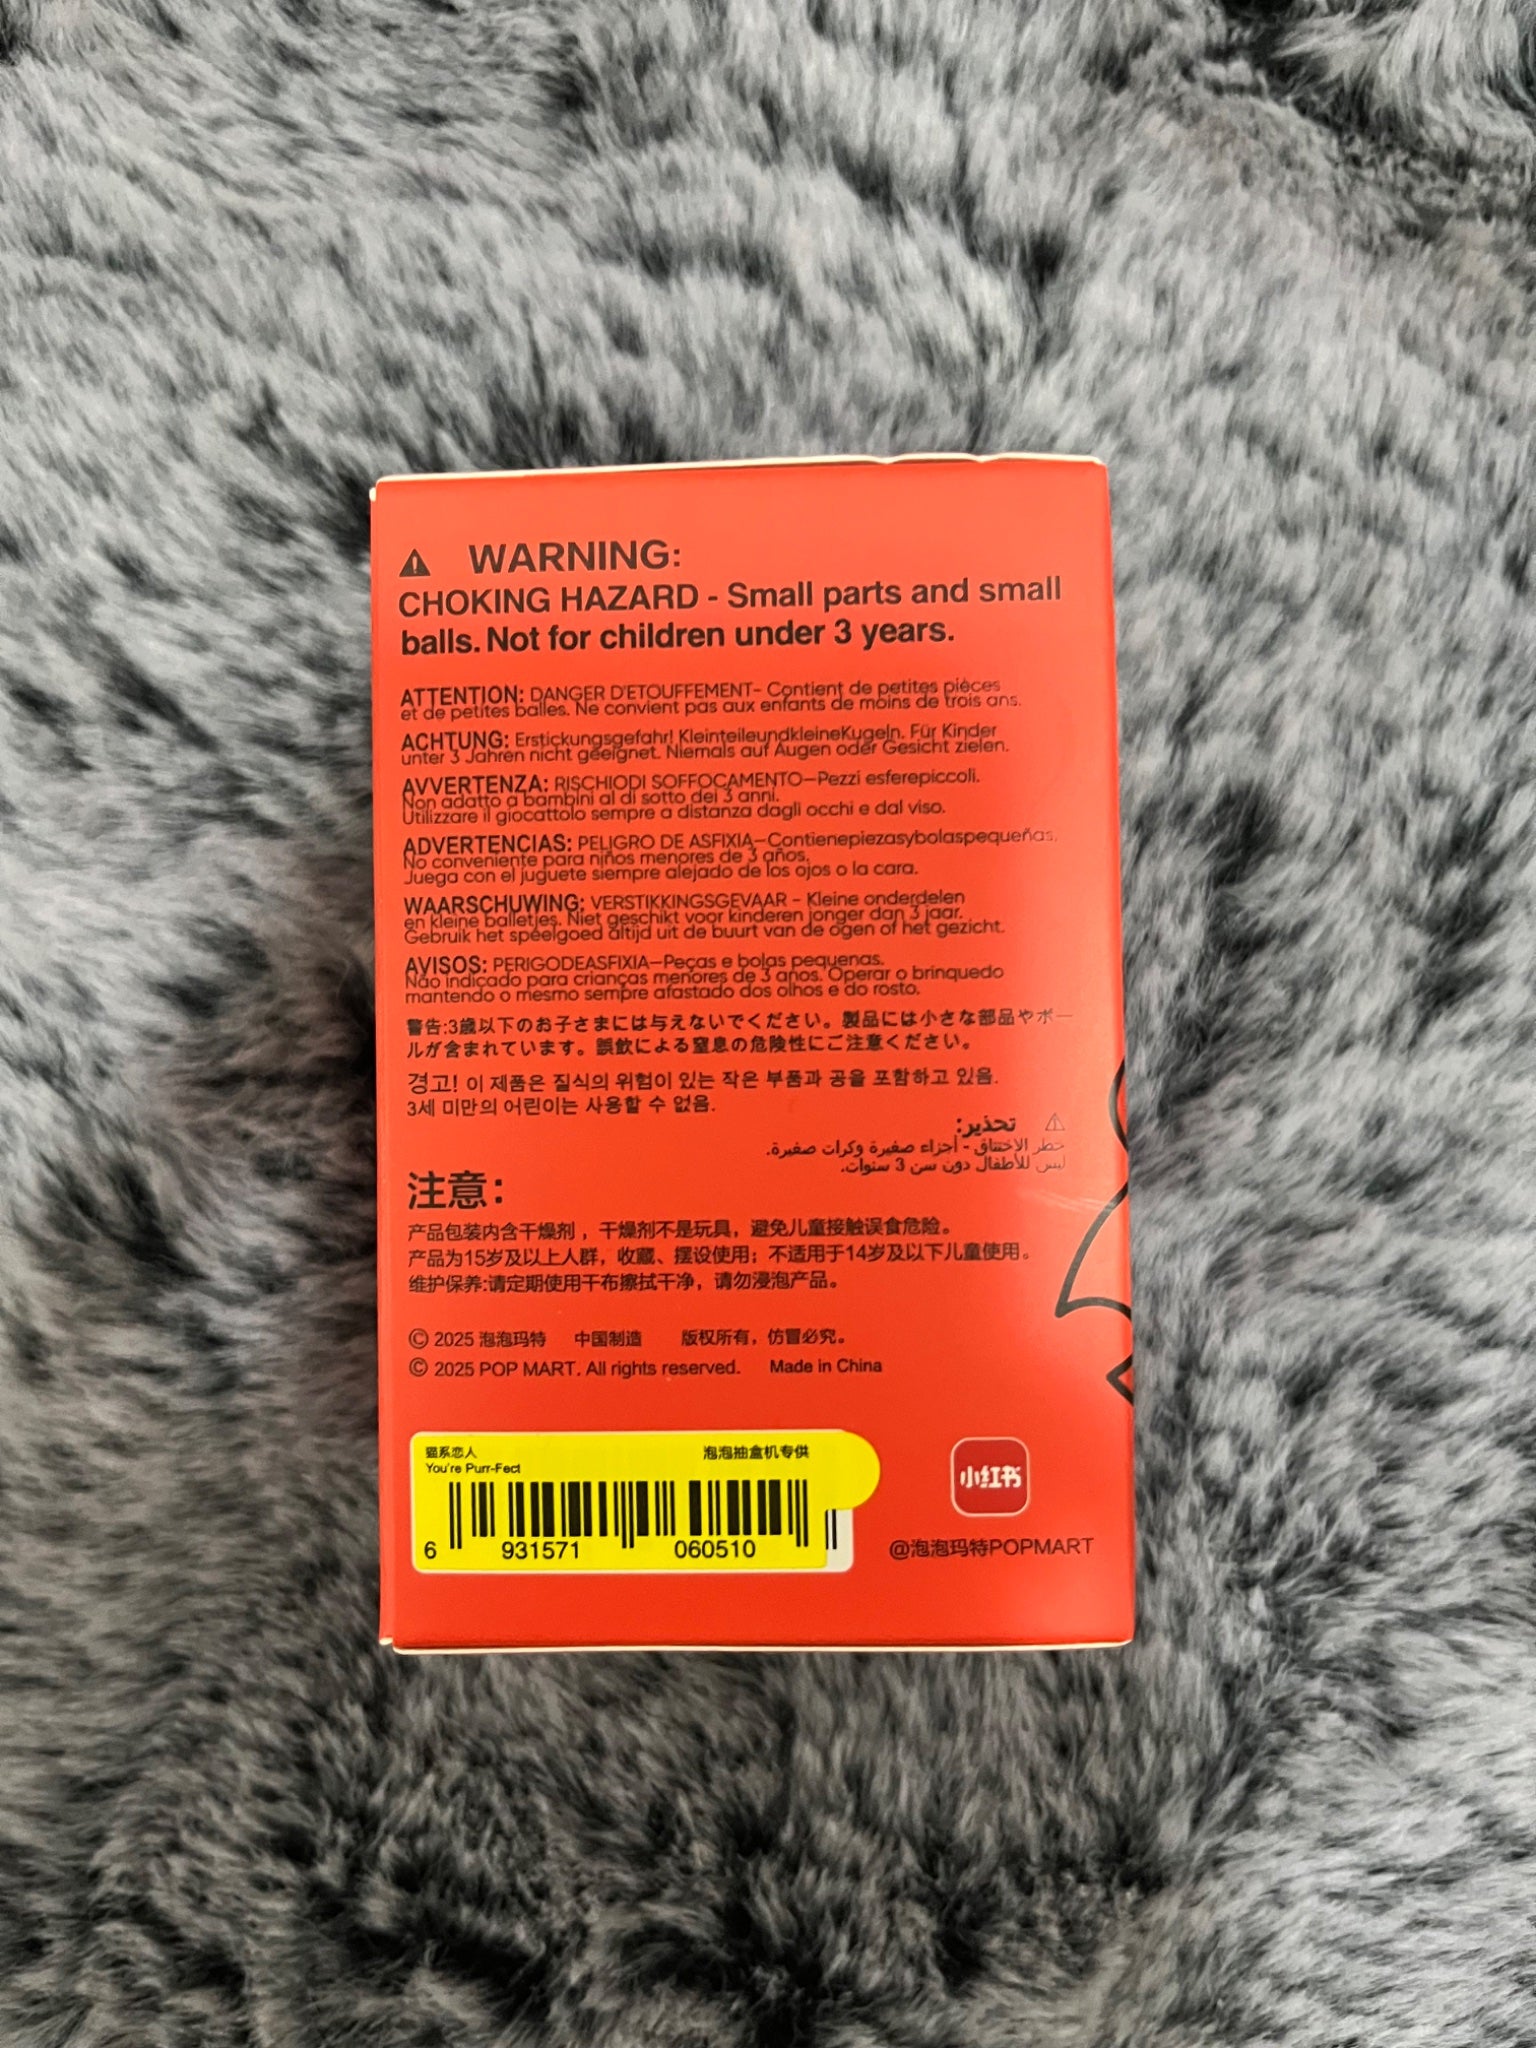 WARNING:
CHOKING HAZARD - Small parts and small
balls. Not for children under 3 years.
ATTENTION: DANGER D'ETOUFFEMENT- Contient de petites pièces
et de petites balles. Ne convient pas aux enfants de moins de trois ans.
ACHTUNG: Erstickungsgefahr! KleinteileundkleineKugeln. Für Kinder
unter 3 Jahren nicht geeignet. Niemals auf Augen oder Gesicht zielen.
AVVERTENZA: RISCHIODI SOFFOCAMENTO—Pezzi esferepiccoli.
Non adatto a bambini al di sotto dei 3 anni.
Utilizzare il giocattolo sempre a distanza dagli occhi e dal viso.
ADVERTENCIAS: PELIGRO DE ASFIXIA—Contienepiezasybolaspequeñas.
No conveniente para niños menores de 3 años.
Juega con el juguete siempre alejado de los ojos o la cara.
WAARSCHUWING: VERSTIKKINGSGEVAAR - Kleine onderdelen
en kleine balletjes. Niet geschikt voor kinderen jonger dan 3 jaar.
Gebruik het speelgoed altijd uit de buurt van de ogen of het gezicht.
AVISOS: PERIGODEASFIXIA—Peças e bolas pequenas.
Não indicado para crianças menores de 3 anos. Operar o brinquedo
mantendo o mesmo sempre afastado dos olhos e do rosto.
警告:3歳以下のお子さまには与えないでください。製品には小さな部品やボー
ルが含まれています。誤飲による窒息の危険性にご注意ください。
경고! 이 제품은 질식의 위험이 있는 작은 부품과 공을 포함하고 있음.
3세 미만의 어린이는 사용할 수 없음.
تحذير:
خطر الاختناق - أجزاء صغيرة وكرات صغيرة.
ليس للأطفال دون سن 3 سنوات.
注意：
产品包装内含干燥剂，干燥剂不是玩具，避免儿童接触误食危险。
产品为15岁及以上人群，收藏、摆设使用；不适用于14岁及以下儿童使用。
维护保养:请定期使用干布擦拭干净，请勿浸泡产品。
© 2025 泡泡玛特 中国制造 版权所有，仿冒必究。
© 2025 POP MART. All rights reserved. Made in China
猫系恋人 泡泡抽盒机专供
You're Purr-Fect
6 931571 060510
小红书
@泡泡玛特POPMART